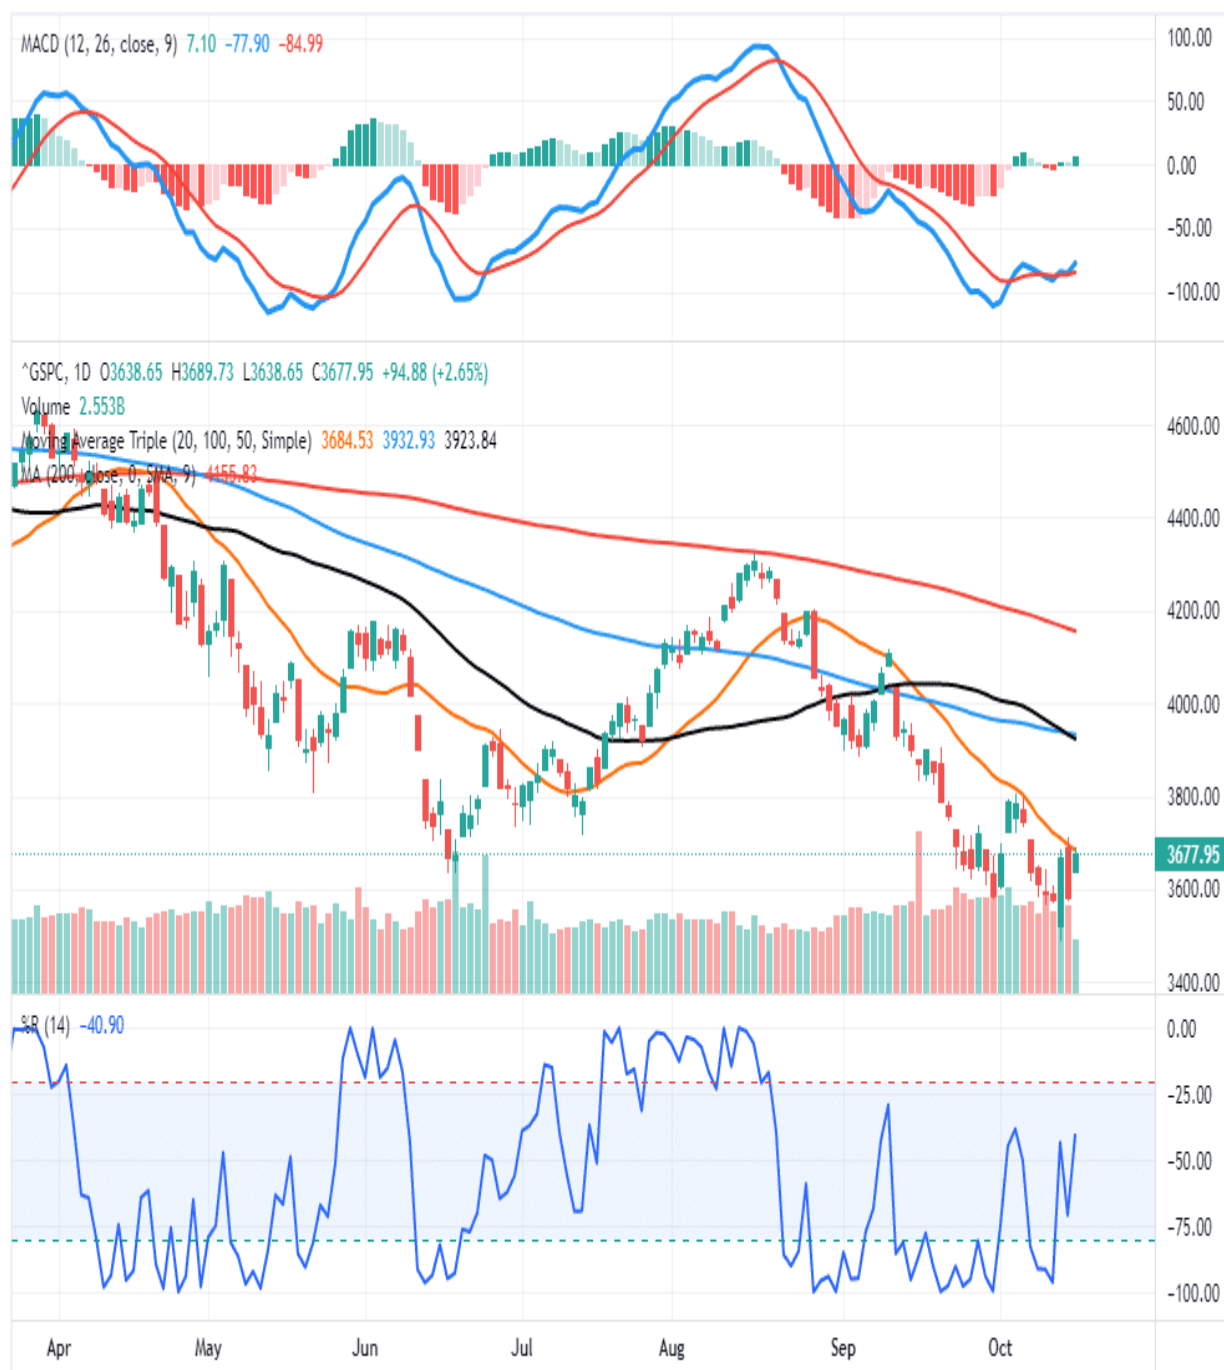 MACD (12, 26, close, 9) 7.10 −77.90 −84.99
100.00
50.00
0.00
−50.00
−100.00
^GSPC, 1D O3638.65 H3689.73 L3638.65 C3677.95 +94.88 (+2.65%)
Volume 2.553B
Moving Average Triple (20, 100, 50, Simple) 3684.53 3932.93 3923.84
MA (200, close, 0, SMA, 9) 4155.83
4600.00
4400.00
4200.00
4000.00
3800.00
3677.95
3600.00
3400.00
%R (14) −40.90
0.00
−25.00
−50.00
−75.00
−100.00
Apr May Jun Jul Aug Sep Oct